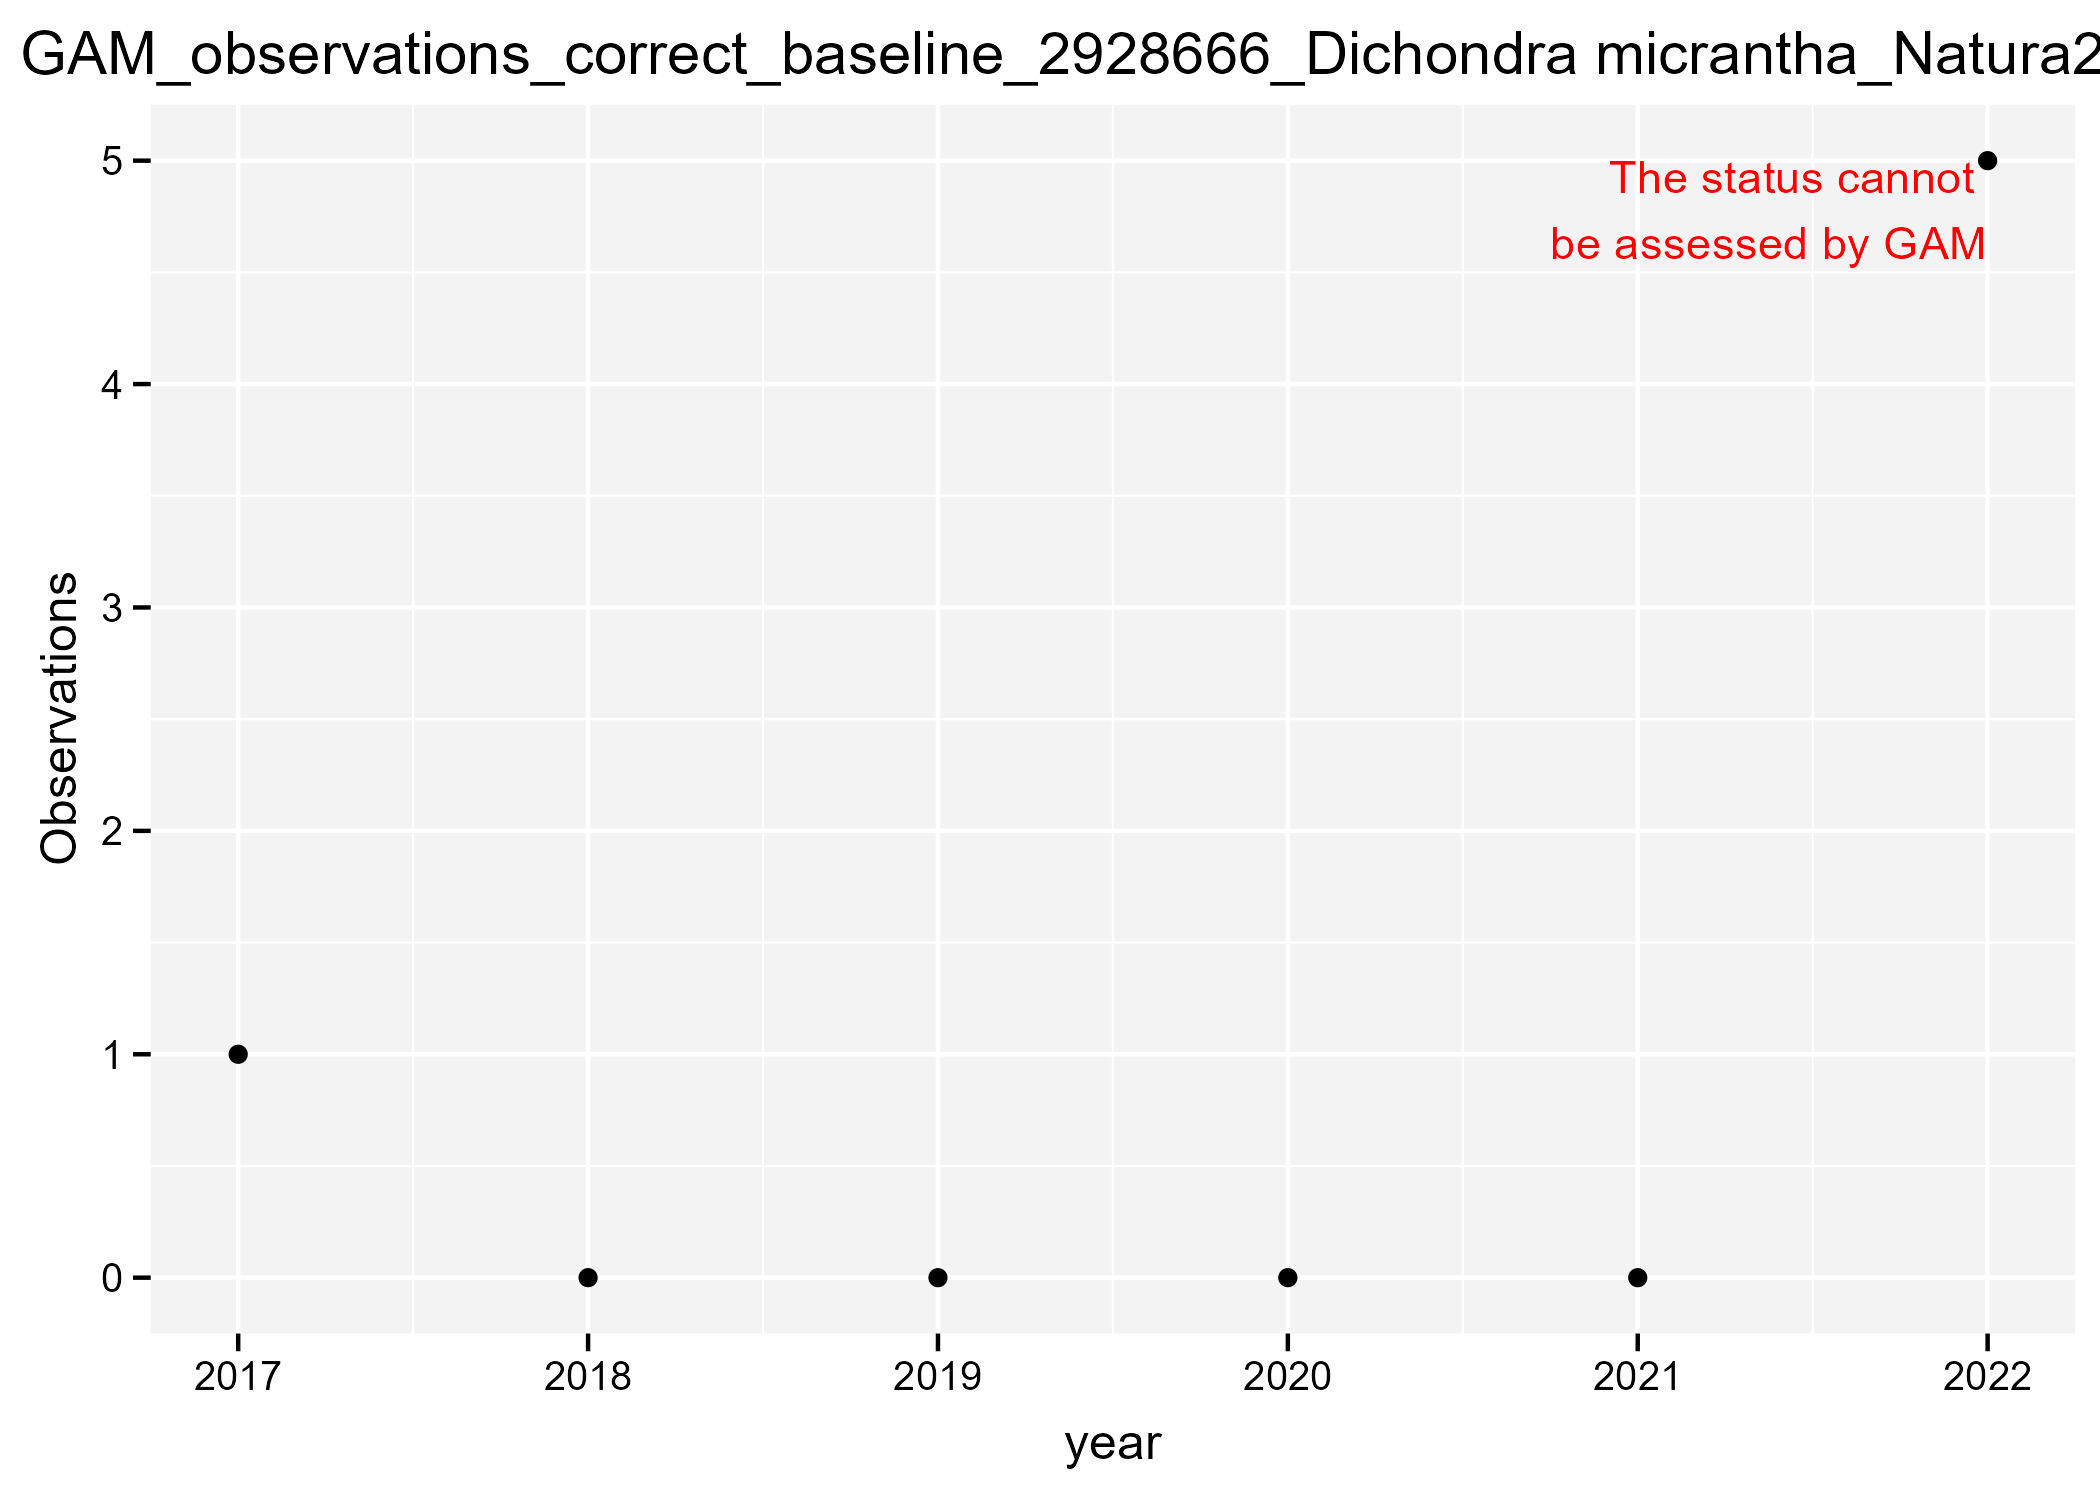 GAM_observations_correct_baseline_2928666_Dichondra micrantha_Natura2
5
The status cannot
be assessed by GAM
4
3
2
1
0
Observations
2017 2018 2019 2020 2021 2022
year